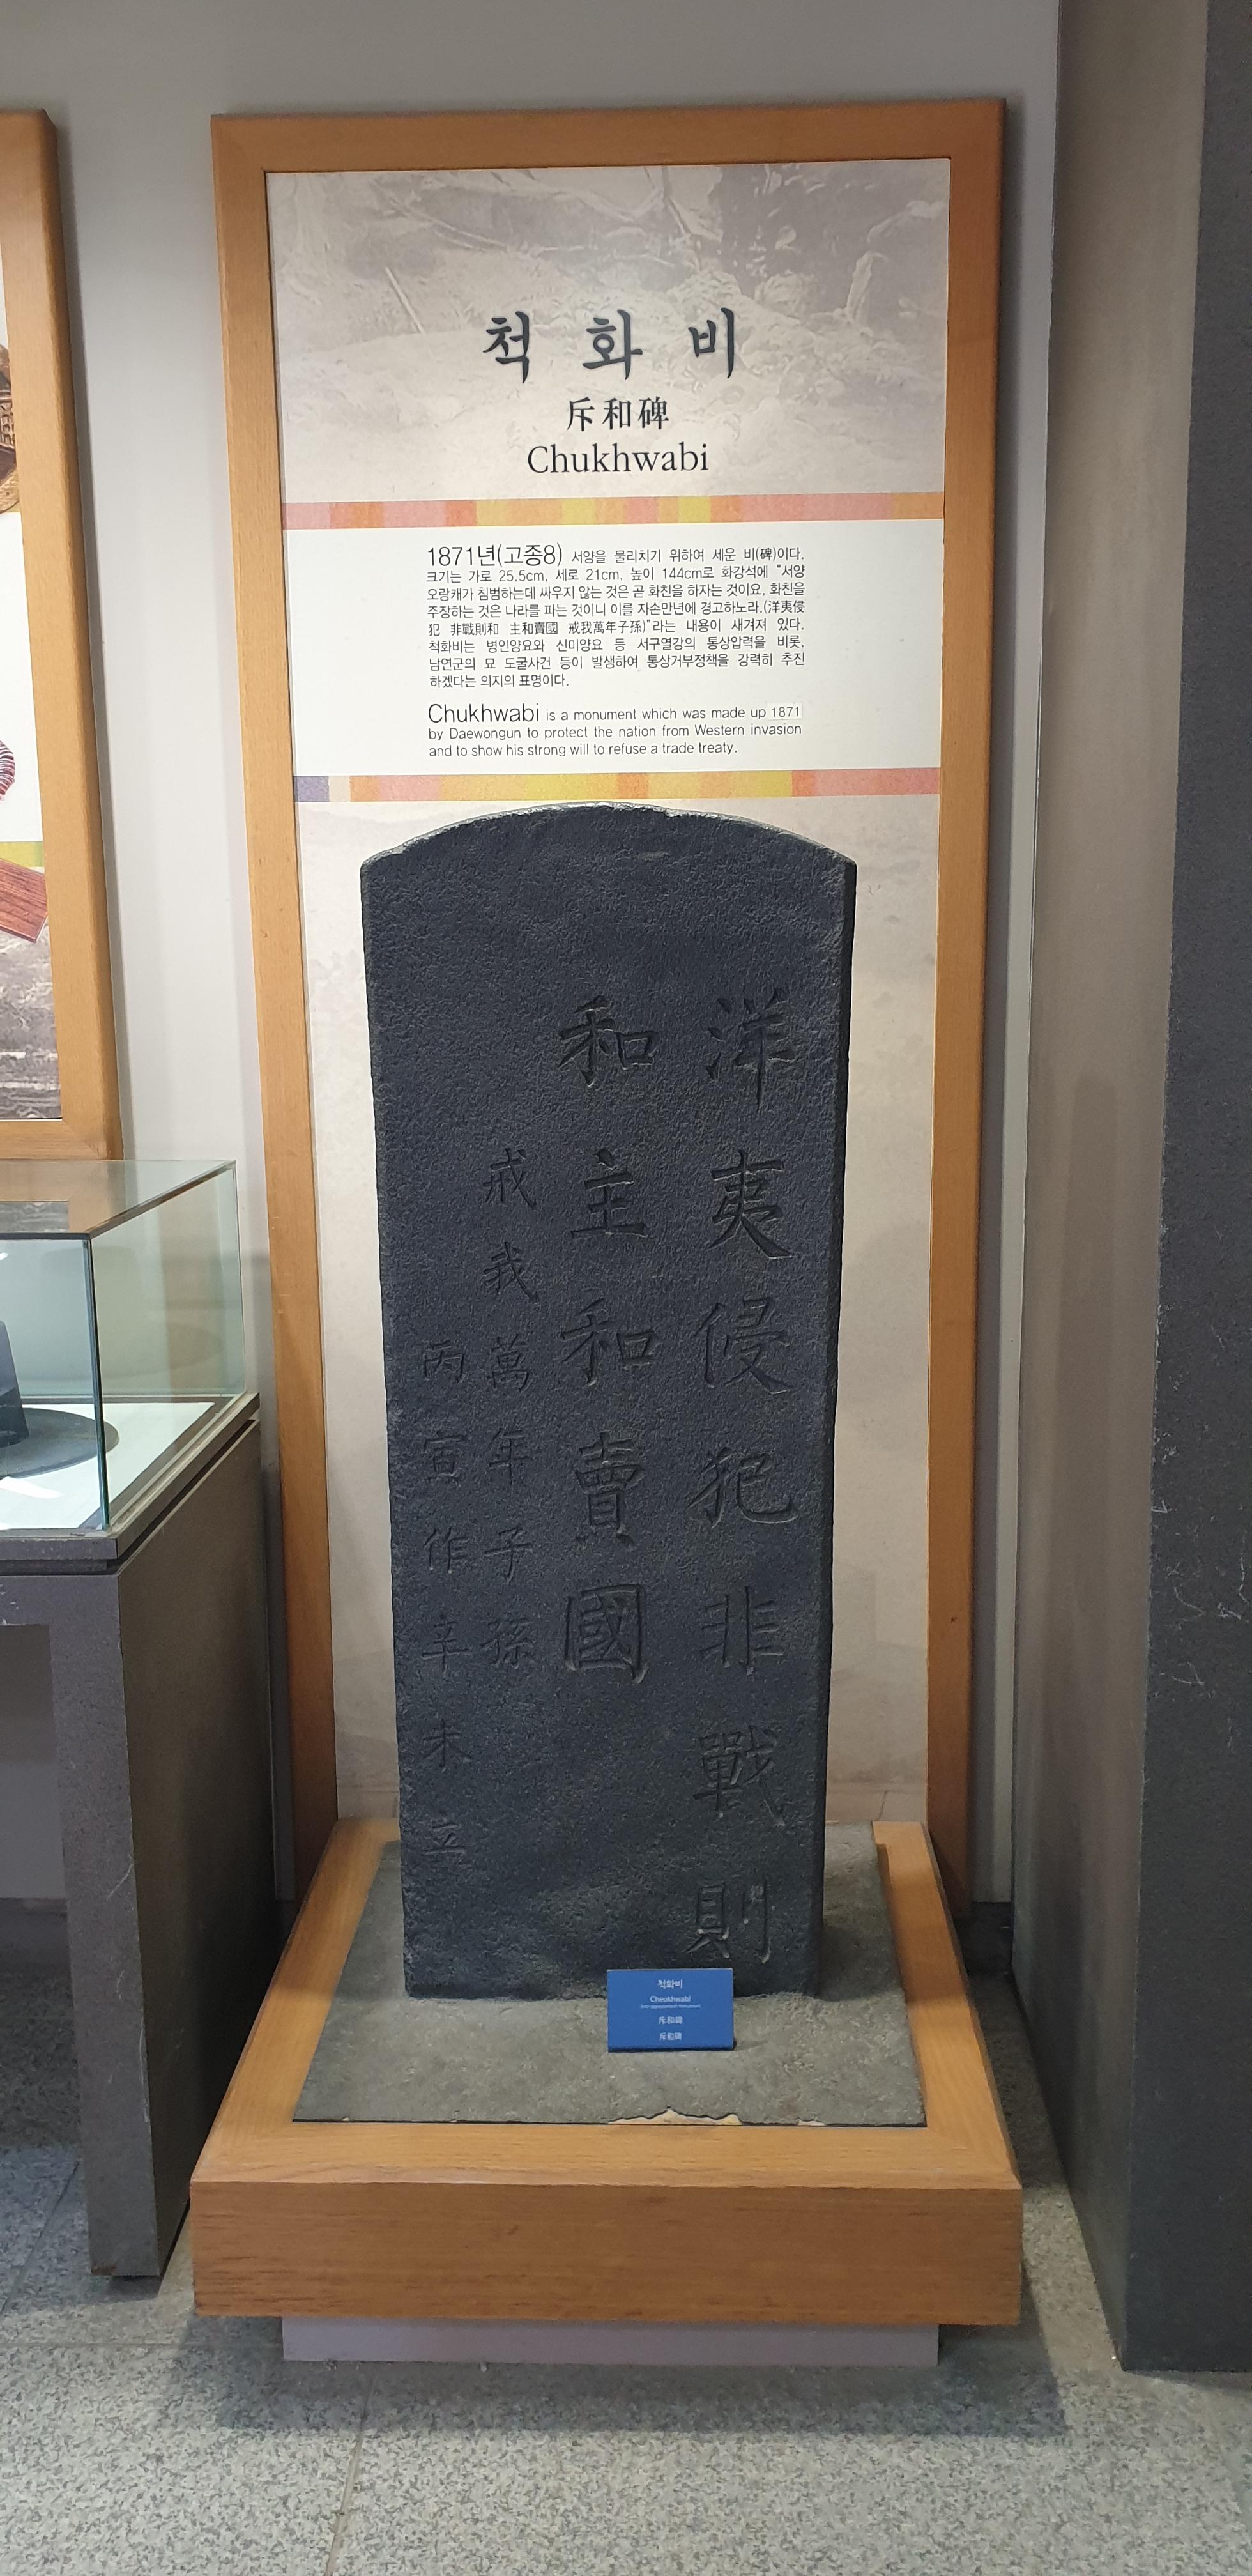 척 화 비
斥和碑
Chukhwabi
1871년(고종8) 서양을 물리치기 위하여 세운 비(碑)이다.
크기는 가로 25.5cm, 세로 21cm, 높이 144cm로 화강석에 "서양
오랑캐가 침범하는데 싸우지 않는 것은 곧 화친을 하자는 것이요, 화친을
주장하는 것은 나라를 파는 것이니 이를 자손만년에 경고하노라.(洋夷侵
犯 非戰則和 主和賣國 戒我萬年子孫)"라는 내용이 새겨져 있다.
척화비는 병인양요와 신미양요 등 서구열강의 통상압력을 비롯,
남연군의 묘 도굴사건 등이 발생하여 통상거부정책을 강력히 추진
하겠다는 의지의 표명이다.
Chukhwabi is a monument which was made up 1871
by Daewongun to protect the nation from Western invasion
and to show his strong will to refuse a trade treaty.
洋夷侵犯非戰則
和主和賣國
戒我萬年子孫
丙寅作辛未立
척화비
Cheokhwabi
斥和碑
斥和碑